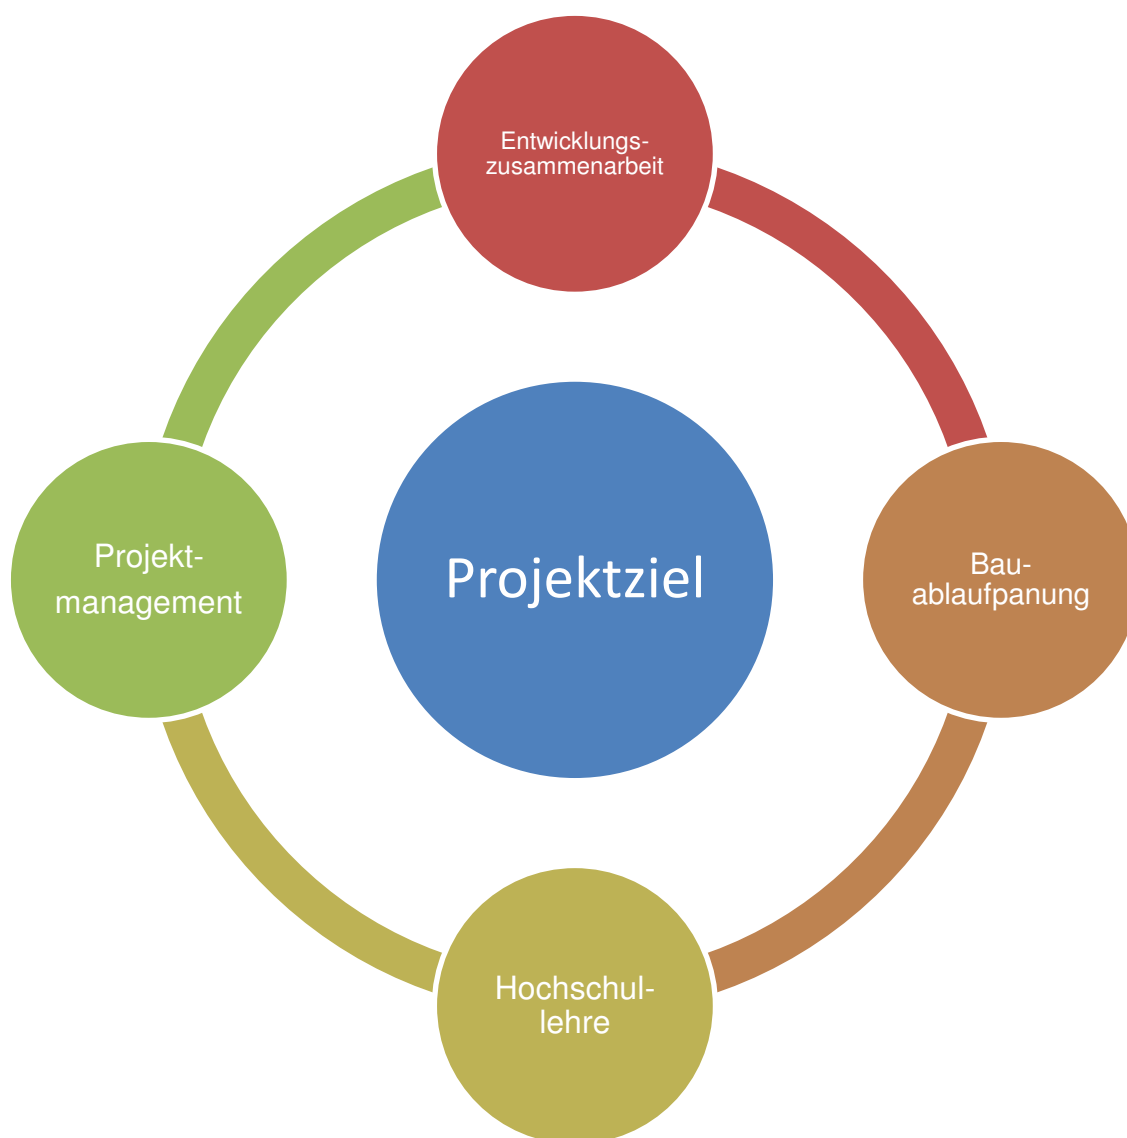 Entwicklungs-
zusammenarbeit
Projekt-
management
Projektziel
Bau-
ablaufpanung
Hochschul-
lehre